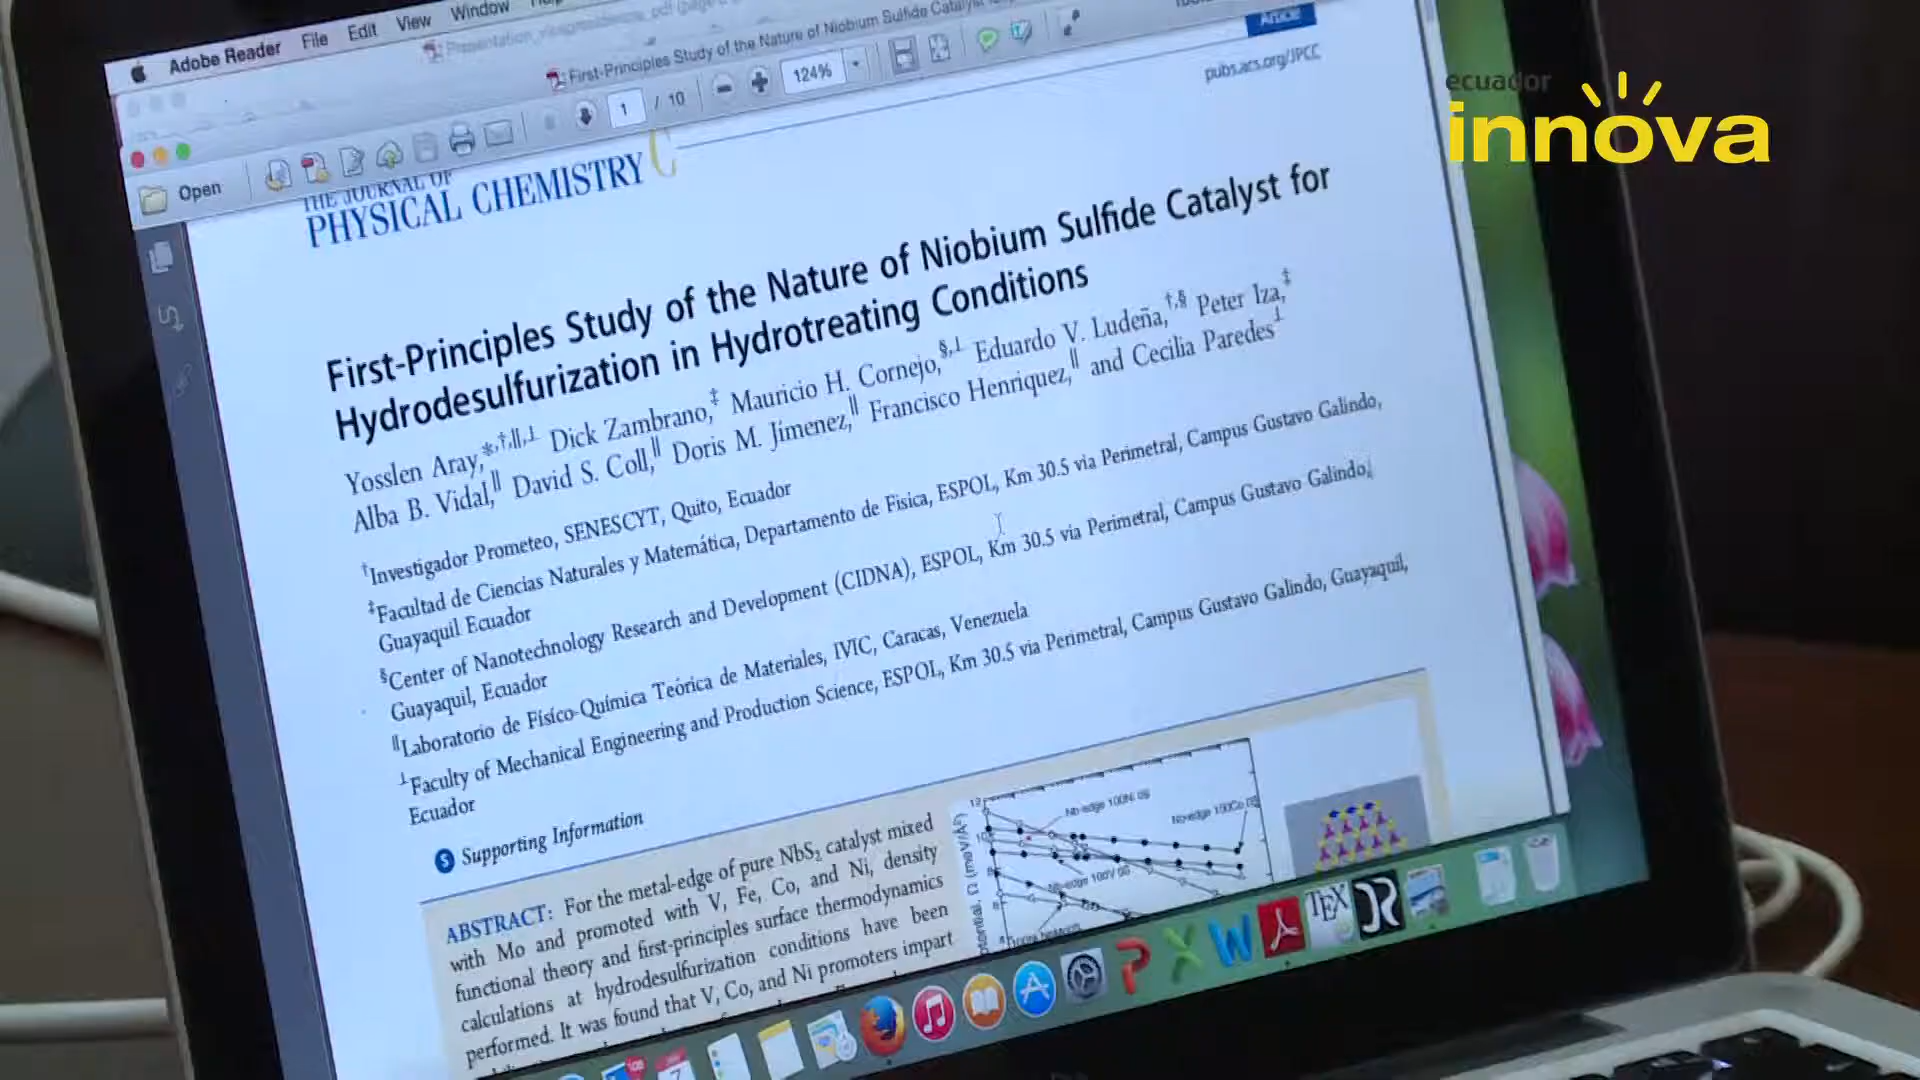 Adobe Reader File Edit View Window
First-Principles Study of the Nature of Niobium Sulfide Catalyst
Open 1 / 10 124%
Article
pubs.acs.org/JPCC
ecuador
innova
THE JOURNAL OF
PHYSICAL CHEMISTRY C
First-Principles Study of the Nature of Niobium Sulfide Catalyst for
Hydrodesulfurization in Hydrotreating Conditions
Yosslen Aray,*,†,||,⊥ Dick Zambrano,‡ Mauricio H. Cornejo,§,⊥ Eduardo V. Ludeña,†,§ Peter Iza,‡
Alba B. Vidal,|| David S. Coll,|| Doris M. Jimenez,|| Francisco Henriquez,|| and Cecilia Paredes⊥
†Investigador Prometeo, SENESCYT, Quito, Ecuador
‡Facultad de Ciencias Naturales y Matemática, Departamento de Fisica, ESPOL, Km 30.5 via Perimetral, Campus Gustavo Galindo,
Guayaquil Ecuador
§Center of Nanotechnology Research and Development (CIDNA), ESPOL, Km 30.5 via Perimetral, Campus Gustavo Galindo,
Guayaquil, Ecuador
||Laboratorio de Físico-Química Teórica de Materiales, IVIC, Caracas, Venezuela
⊥Faculty of Mechanical Engineering and Production Science, ESPOL, Km 30.5 via Perimetral, Campus Gustavo Galindo, Guayaquil,
Ecuador
S Supporting Information
ABSTRACT: For the metal-edge of pure NbS2 catalyst mixed
with Mo and promoted with V, Fe, Co, and Ni, density
functional theory and first-principles surface thermodynamics
calculations at hydrodesulfurization conditions have been
performed. It was found that V, Co, and Ni promoters impart
TEX